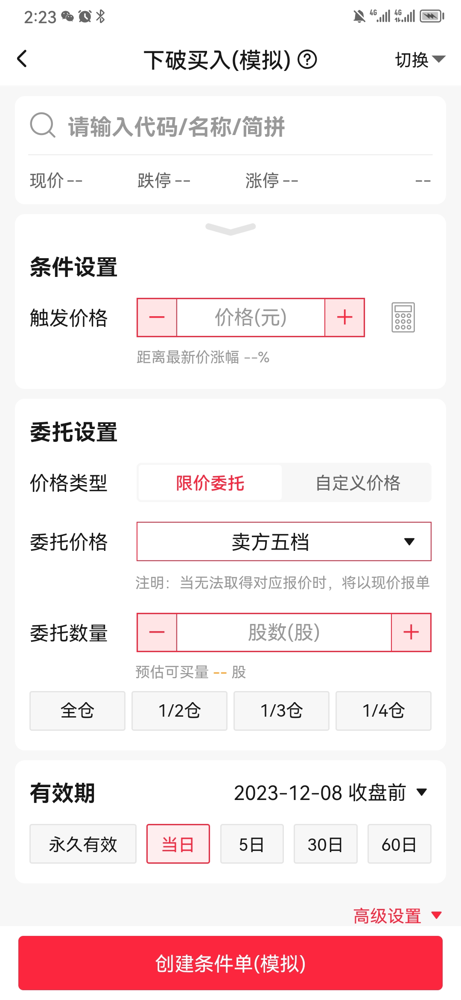 2:23 4G 4G
下破买入(模拟) ? 切换
请输入代码/名称/简拼
现价-- 跌停-- 涨停-- --
条件设置
触发价格 — 价格(元) +
距离最新价涨幅 --%
委托设置
价格类型 限价委托 自定义价格
委托价格 卖方五档
注明：当无法取得对应报价时，将以现价报单
委托数量 — 股数(股) +
预估可买量 -- 股
全仓 1/2仓 1/3仓 1/4仓
有效期 2023-12-08 收盘前
永久有效 当日 5日 30日 60日
高级设置
创建条件单(模拟)